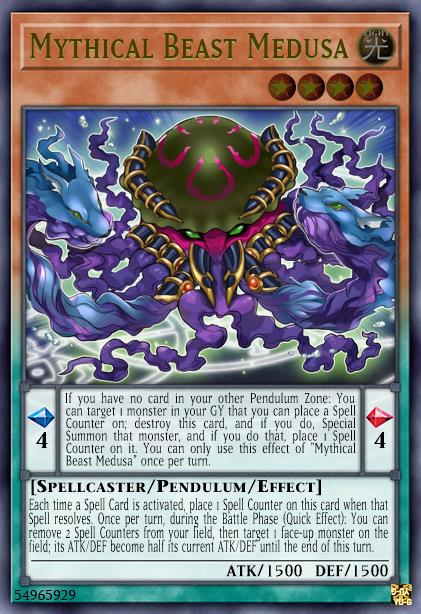 Mythical Beast Medusa
LIGHT
光
If you have no card in your other Pendulum Zone: You
can target 1 monster in your GY that you can place a Spell
Counter on; destroy this card, and if you do, Special
Summon that monster, and if you do that, place 1 Spell
Counter on it. You can only use this effect of "Mythical
Beast Medusa" once per turn.
4
4
[Spellcaster/Pendulum/Effect]
Each time a Spell Card is activated, place 1 Spell Counter on this card when that
Spell resolves. Once per turn, during the Battle Phase (Quick Effect): You can
remove 2 Spell Counters from your field, then target 1 face-up monster on the
field; its ATK/DEF become half its current ATK/DEF until the end of this turn.
ATK/1500 DEF/1500
54965929